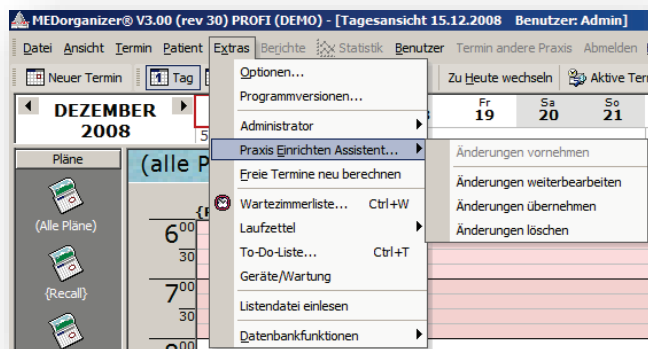 MEDorganizer® V3.00 (rev 30) PROFI (DEMO) - [Tagesansicht 15.12.2008 Benutzer: Admin]
Datei Ansicht Termin Patient Extras Berichte Statistik Benutzer Termin andere Praxis Abmelden
Neuer Termin Tag Zu Heute wechseln Aktive Ter
DEZEMBER
2008
Fr Sa So
19 20 21
Optionen...
Programmversionen...
Administrator
Praxis Einrichten Assistent...
Freie Termine neu berechnen
Wartezimmerliste... Ctrl+W
Laufzettel
To-Do-Liste... Ctrl+T
Geräte/Wartung
Listendatei einlesen
Datenbankfunktionen
Änderungen vornehmen
Änderungen weiterbearbeiten
Änderungen übernehmen
Änderungen löschen
Pläne
(Alle Pläne)
{Recall}
(alle P
6 00
30
7 00
30